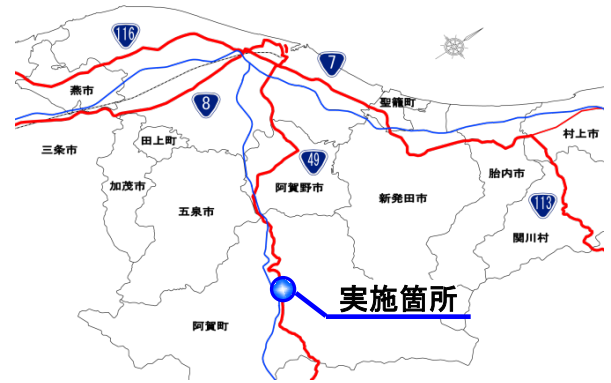 116
7
燕市
8
聖籠町
三条市
田上町
村上市
49
加茂市
阿賀野市
新発田市
胎内市
五泉市
113
関川村
実施箇所
阿賀町